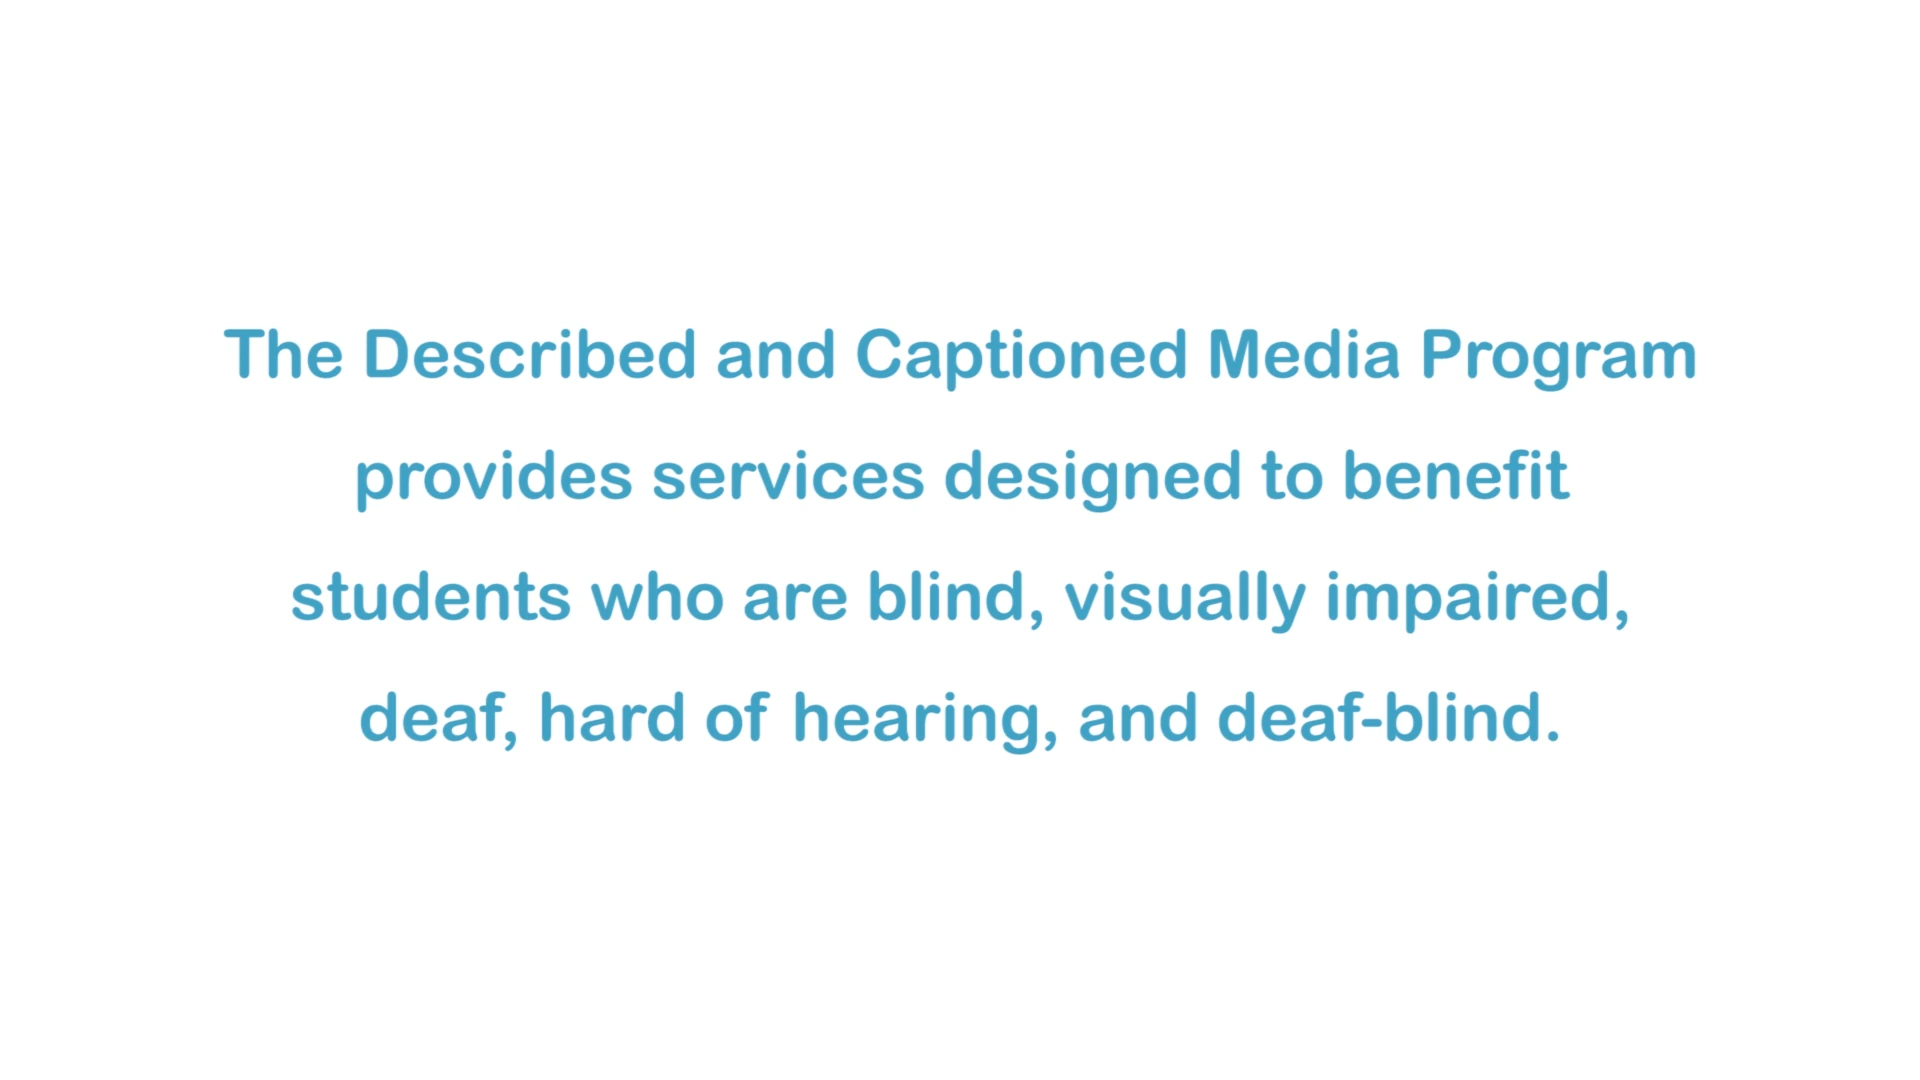 The Described and Captioned Media Program
provides services designed to benefit
students who are blind, visually impaired,
deaf, hard of hearing, and deaf-blind.